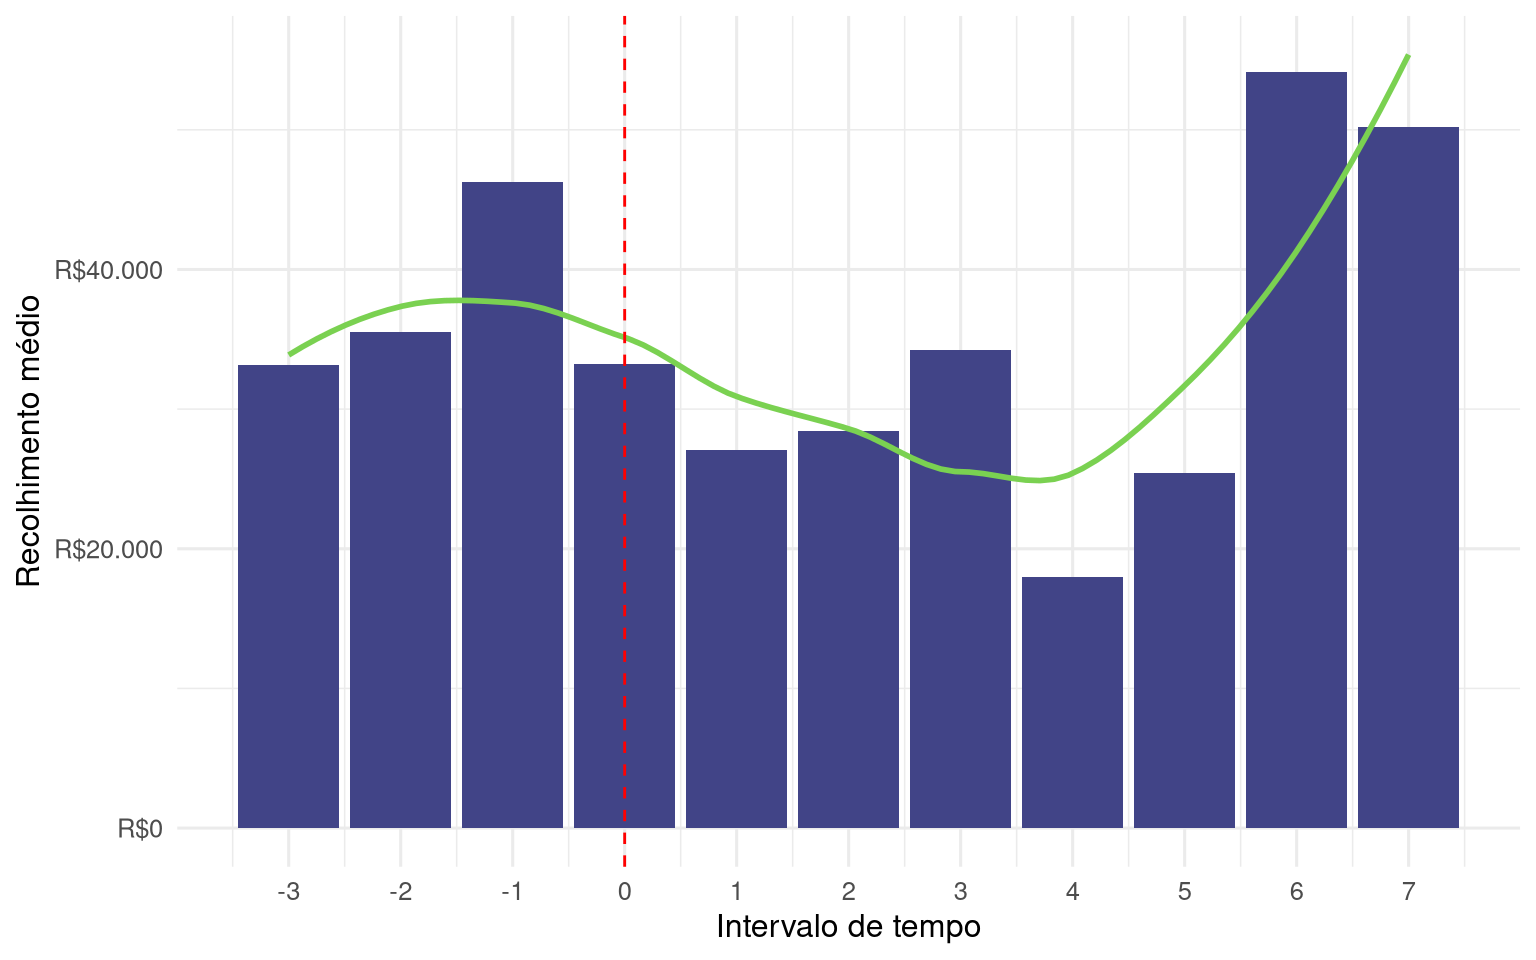 Recolhimento médio
R$40.000
R$20.000
R$0
-3 -2 -1 0 1 2 3 4 5 6 7
Intervalo de tempo